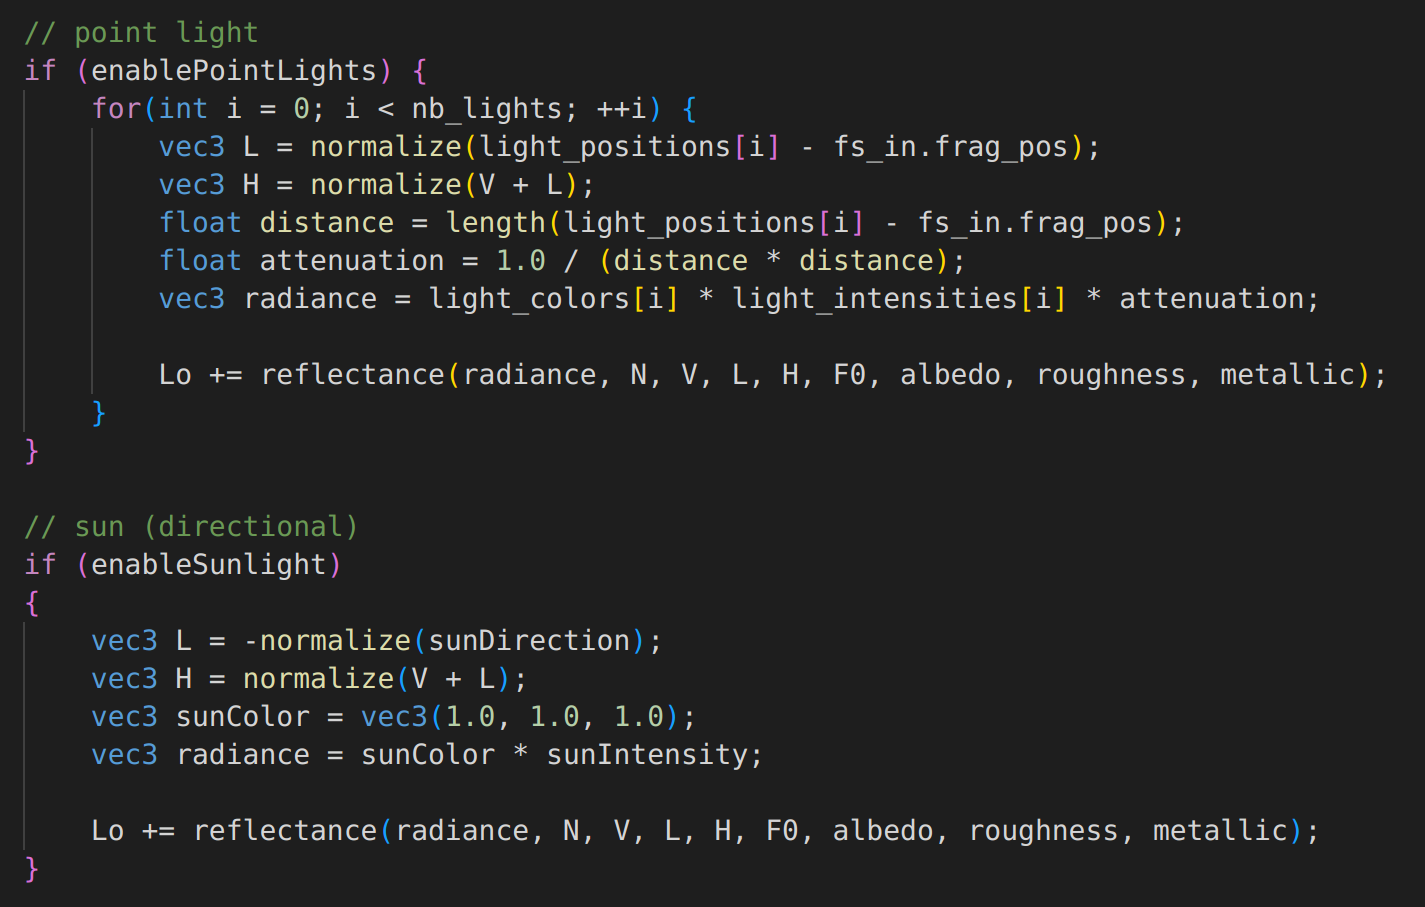 // point light
if (enablePointLights) {
    for(int i = 0; i < nb_lights; ++i) {
        vec3 L = normalize(light_positions[i] - fs_in.frag_pos);
        vec3 H = normalize(V + L);
        float distance = length(light_positions[i] - fs_in.frag_pos);
        float attenuation = 1.0 / (distance * distance);
        vec3 radiance = light_colors[i] * light_intensities[i] * attenuation;

        Lo += reflectance(radiance, N, V, L, H, F0, albedo, roughness, metallic);
    }
}

// sun (directional)
if (enableSunlight)
{
    vec3 L = -normalize(sunDirection);
    vec3 H = normalize(V + L);
    vec3 sunColor = vec3(1.0, 1.0, 1.0);
    vec3 radiance = sunColor * sunIntensity;

    Lo += reflectance(radiance, N, V, L, H, F0, albedo, roughness, metallic);
}